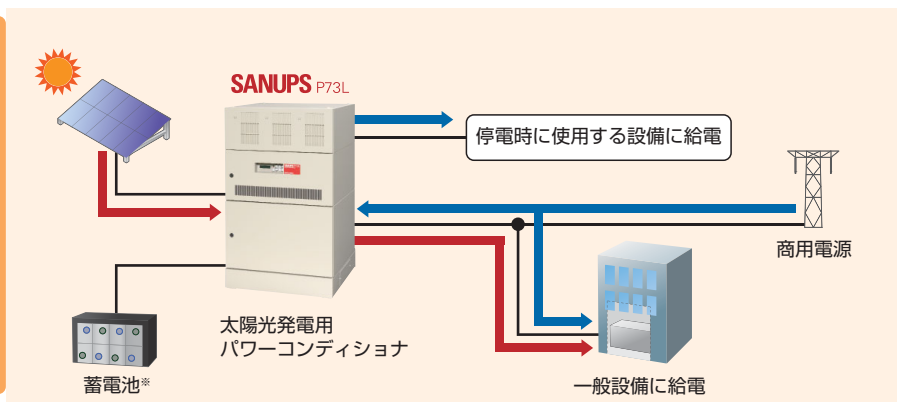 SANUPS P73L
停電時に使用する設備に給電
商用電源
太陽光発電用
パワーコンディショナ
蓄電池※
一般設備に給電